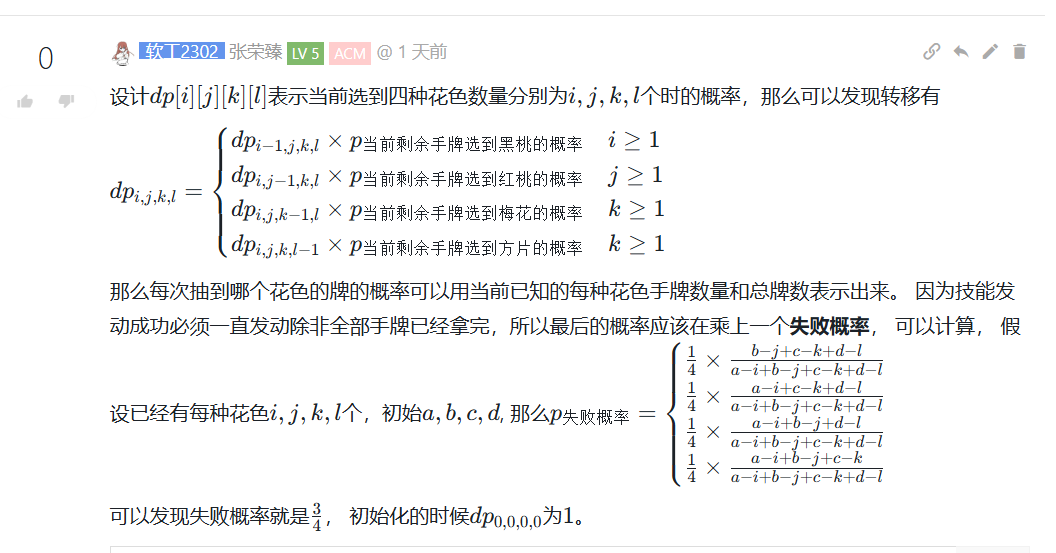 0
软工2302 张荣臻 LV 5 ACM @ 1 天前
设计dp[i][j][k][l]表示当前选到四种花色数量分别为i, j, k, l个时的概率，那么可以发现转移有
dp_{i,j,k,l} = { dp_{i−1,j,k,l} × p_{当前剩余手牌选到黑桃的概率} i ≥ 1
dp_{i,j−1,k,l} × p_{当前剩余手牌选到红桃的概率} j ≥ 1
dp_{i,j,k−1,l} × p_{当前剩余手牌选到梅花的概率} k ≥ 1
dp_{i,j,k,l−1} × p_{当前剩余手牌选到方片的概率} k ≥ 1
那么每次抽到哪个花色的牌的概率可以用当前已知的每种花色手牌数量和总牌数表示出来。 因为技能发
动成功必须一直发动除非全部手牌已经拿完，所以最后的概率应该在乘上一个失败概率， 可以计算， 假
设已经有每种花色i, j, k, l个，初始a, b, c, d, 那么p_{失败概率} = { 1/4 × (b−j+c−k+d−l)/(a−i+b−j+c−k+d−l)
1/4 × (a−i+c−k+d−l)/(a−i+b−j+c−k+d−l)
1/4 × (a−i+b−j+d−l)/(a−i+b−j+c−k+d−l)
1/4 × (a−i+b−j+c−k)/(a−i+b−j+c−k+d−l)
可以发现失败概率就是3/4， 初始化的时候dp_{0,0,0,0}为1。